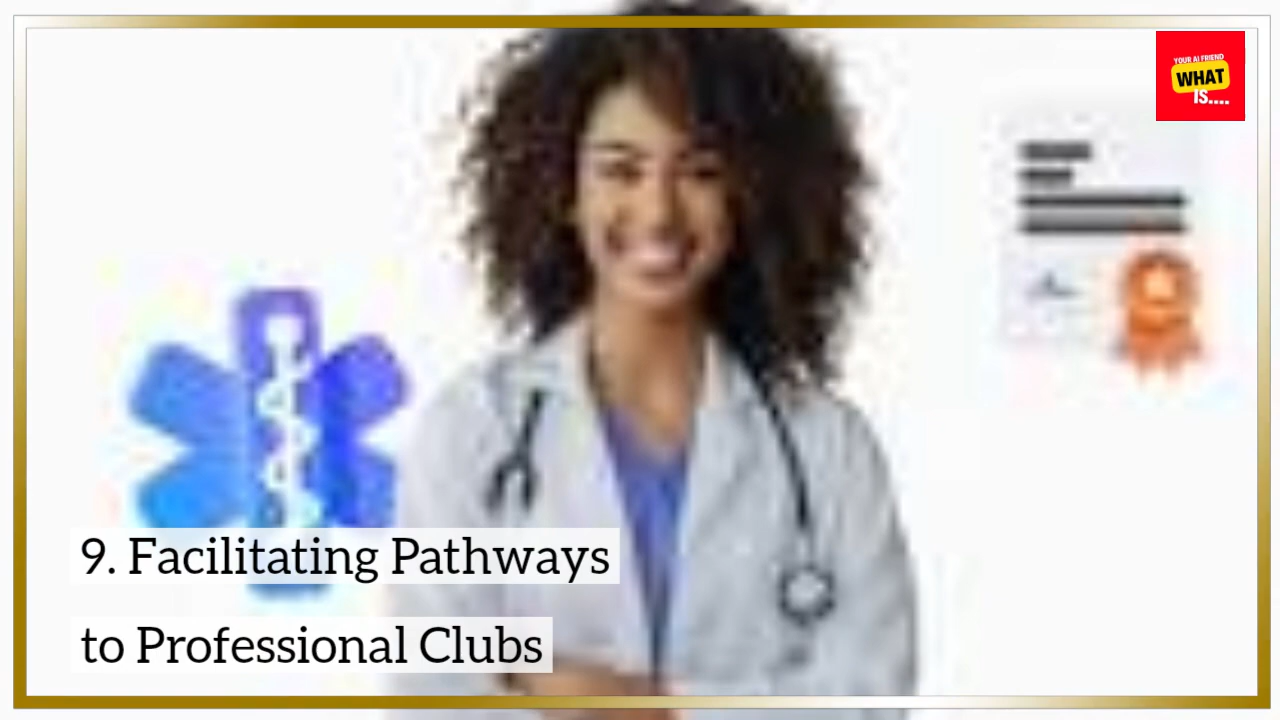 YOUR AI FRIEND
WHAT
IS....
9. Facilitating Pathways
to Professional Clubs